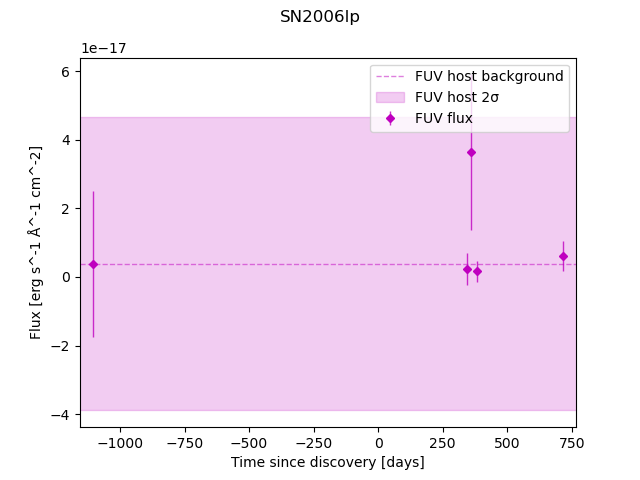 SN2006lp
1e−17
FUV host background
FUV host 2σ
FUV flux
6
4
2
0
−2
−4
Flux [erg s^-1 Å^-1 cm^-2]
−1000
−750
−500
−250
0
250
500
750
Time since discovery [days]